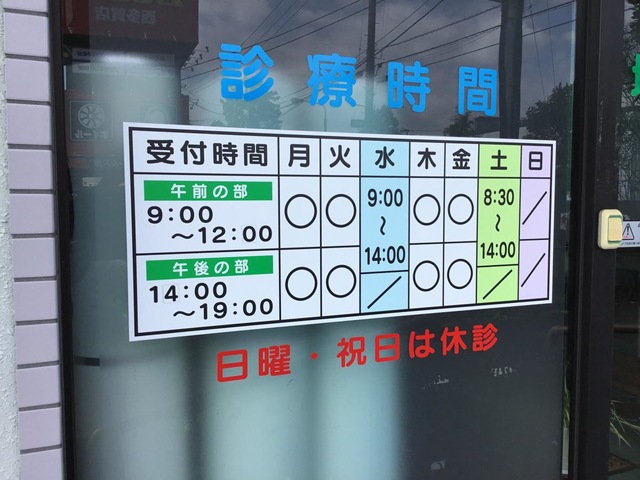 診療時間
受付時間 月 火 水 木 金 土 日
午前の部
9:00
～12:00
○ ○ 9:00～14:00 ○ ○ 8:30～14:00 ／
午後の部
14:00
～19:00
○ ○ ／ ○ ○ ／ ／
日曜・祝日は休診